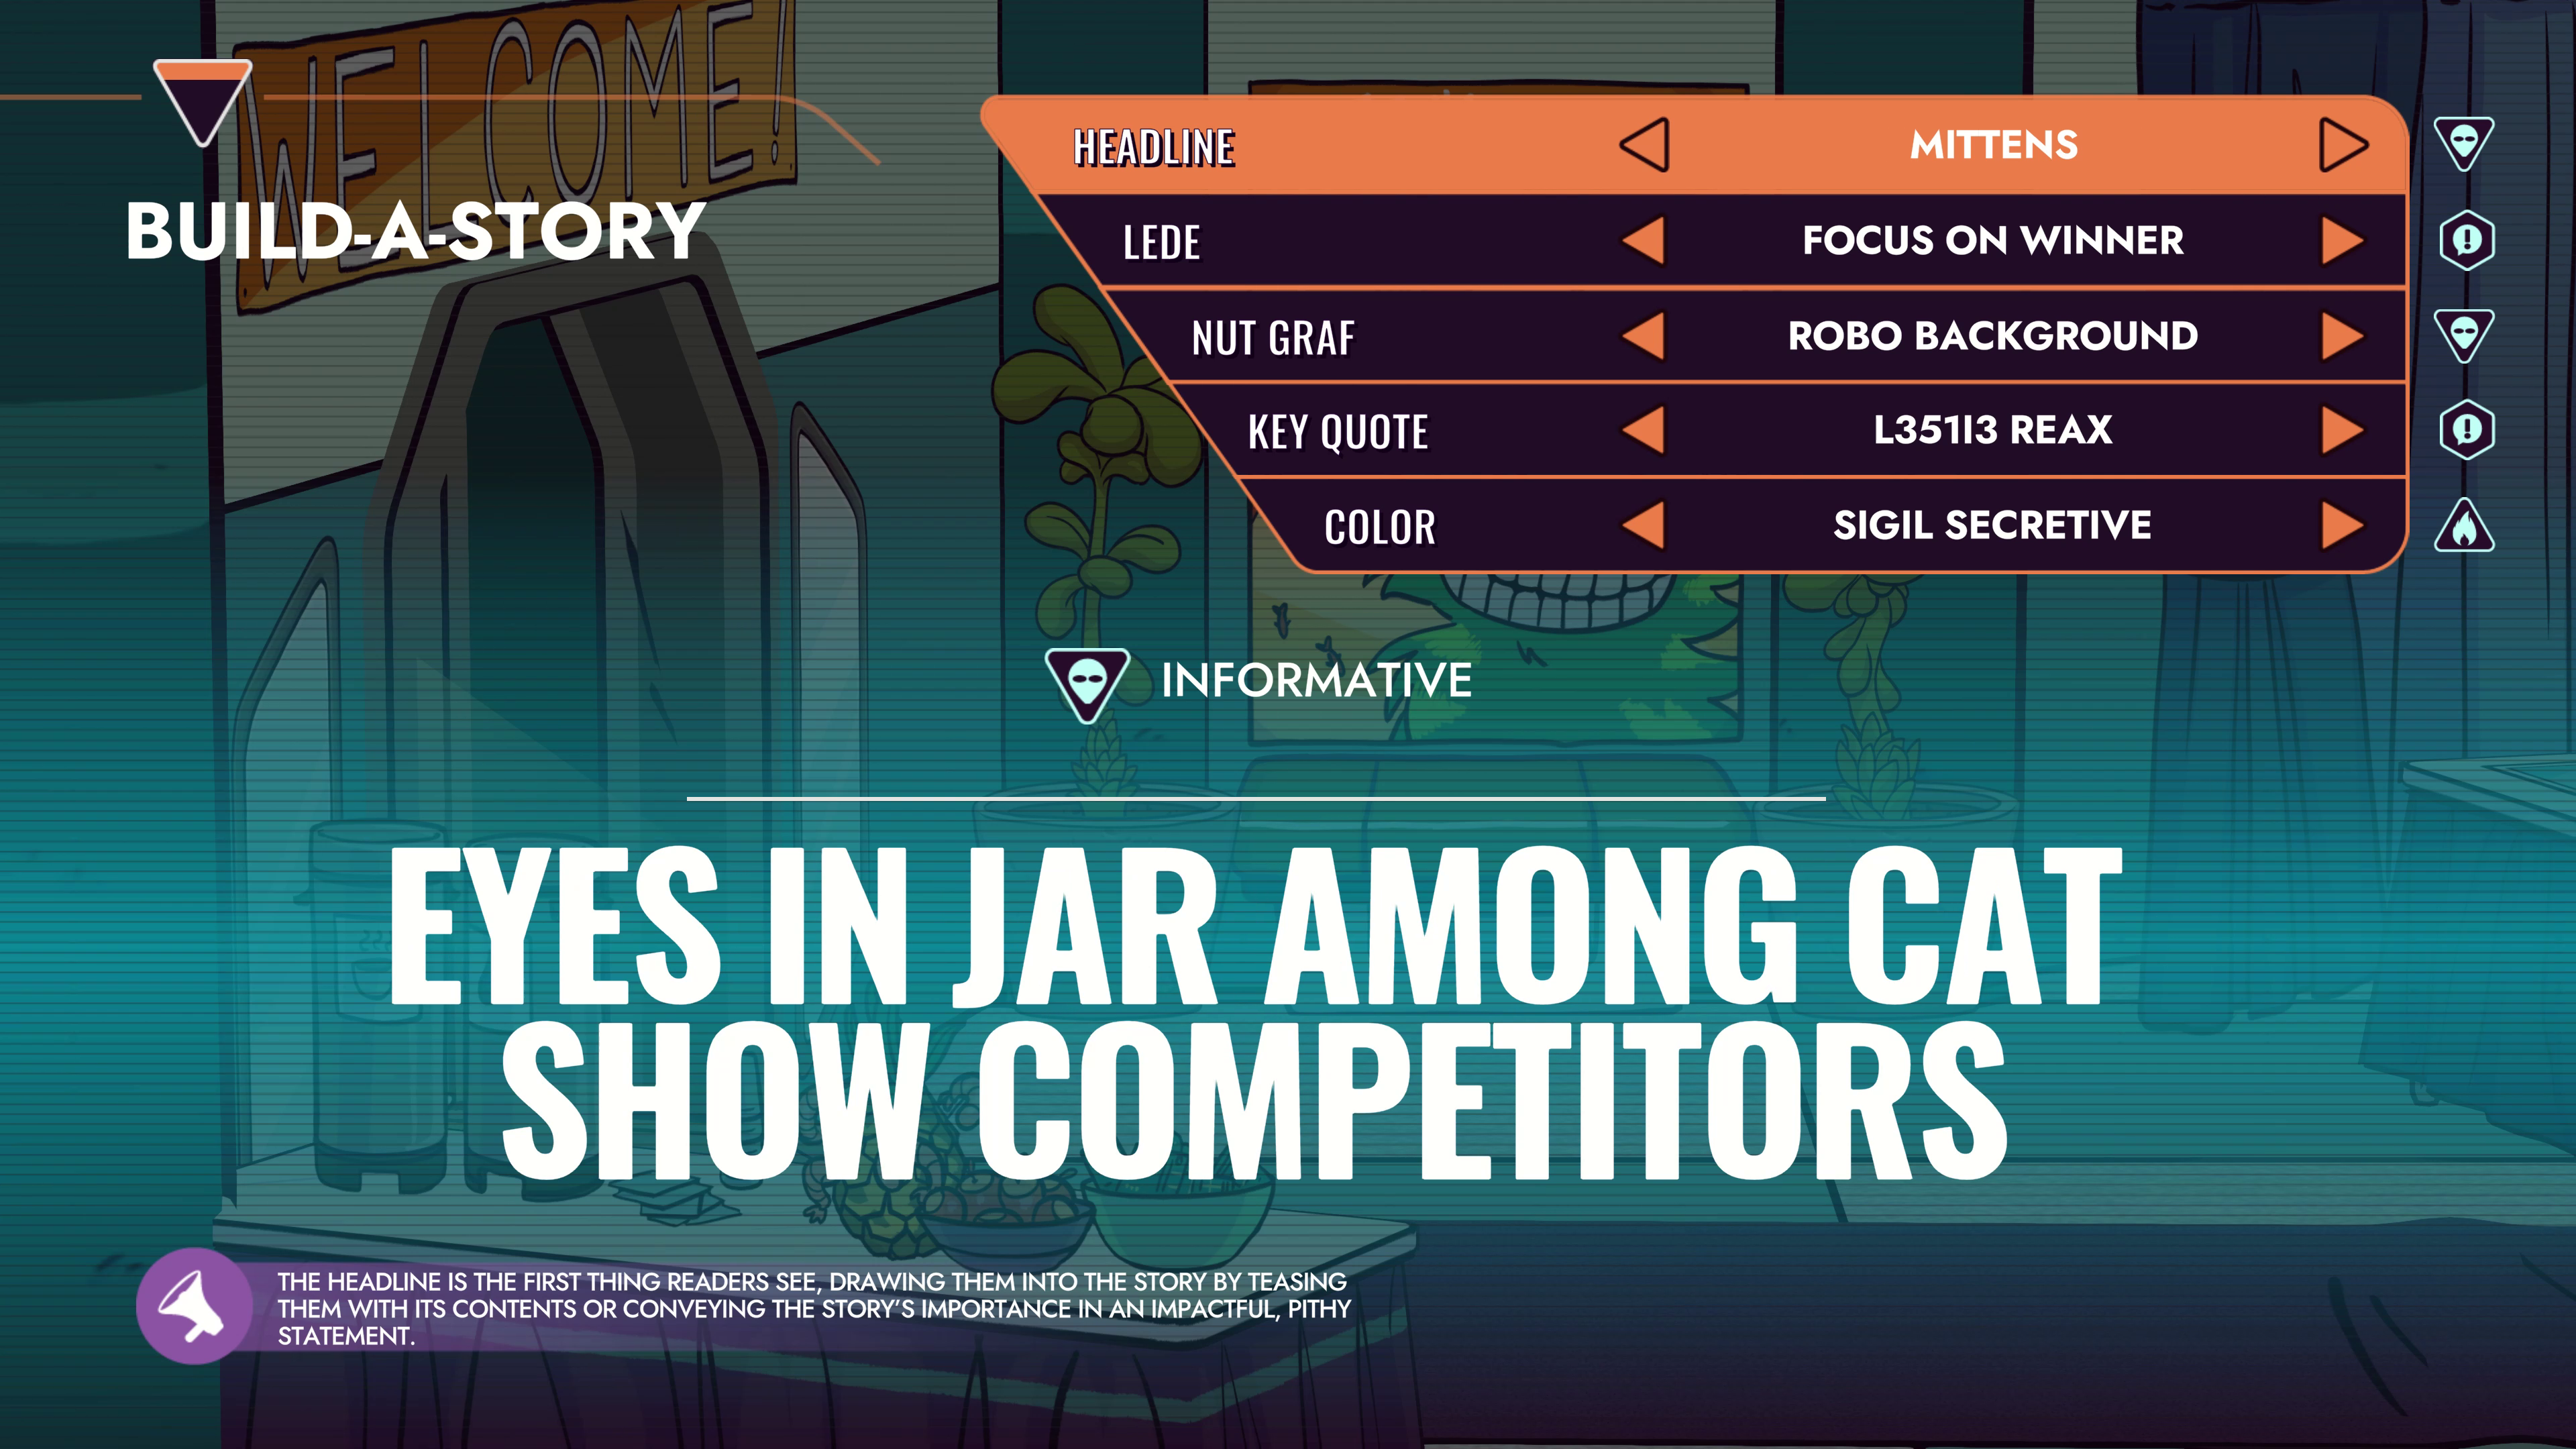 WELCOME!
BUILD-A-STORY
HEADLINE MITTENS
LEDE FOCUS ON WINNER
NUT GRAF ROBO BACKGROUND
KEY QUOTE L351I3 REAX
COLOR SIGIL SECRETIVE
INFORMATIVE
EYES IN JAR AMONG CAT
SHOW COMPETITORS
THE HEADLINE IS THE FIRST THING READERS SEE, DRAWING THEM INTO THE STORY BY TEASING
THEM WITH ITS CONTENTS OR CONVEYING THE STORY'S IMPORTANCE IN AN IMPACTFUL, PITHY
STATEMENT.